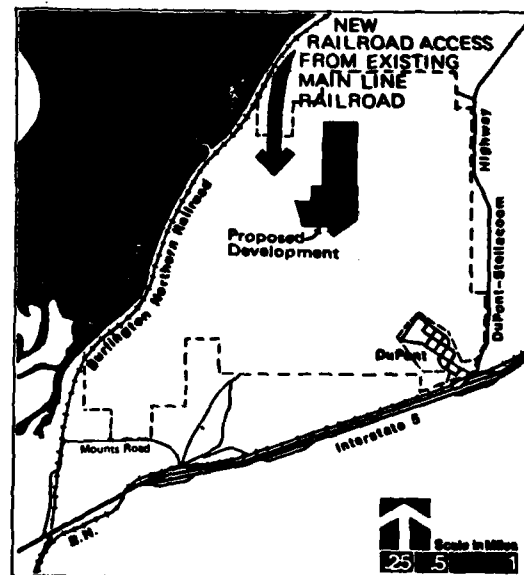 NEW
RAILROAD ACCESS
FROM EXISTING
MAIN LINE
RAILROAD
Highway
Proposed
Development
Burlington Northern Railroad
DuPont-Steilacoom
DuPont
Interstate 5
Mounts Road
B.N.
Scale in Miles
.25 .5 1